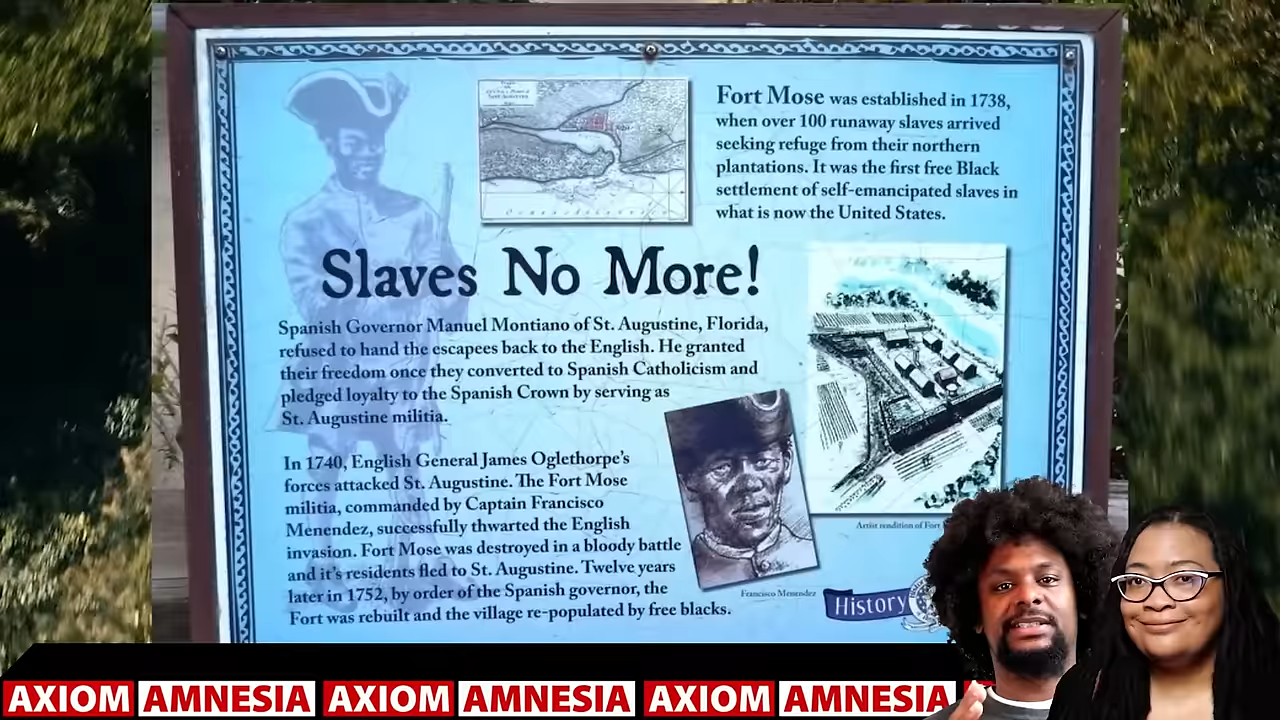 Fort Mose was established in 1738,
when over 100 runaway slaves arrived
seeking refuge from their northern
plantations. It was the first free Black
settlement of self-emancipated slaves in
what is now the United States.
Slaves No More!
Spanish Governor Manuel Montiano of St. Augustine, Florida,
refused to hand the escapees back to the English. He granted
their freedom once they converted to Spanish Catholicism and
pledged loyalty to the Spanish Crown by serving as
St. Augustine militia.
In 1740, English General James Oglethorpe's
forces attacked St. Augustine. The Fort Mose
militia, commanded by Captain Francisco
Menendez, successfully thwarted the English
invasion. Fort Mose was destroyed in a bloody battle
and it's residents fled to St. Augustine. Twelve years
later in 1752, by order of the Spanish governor, the
Fort was rebuilt and the village re-populated by free blacks.
Artist rendition of Fort
Francisco Menendez
History
AXIOM AMNESIA AXIOM AMNESIA AXIOM AMNESIA